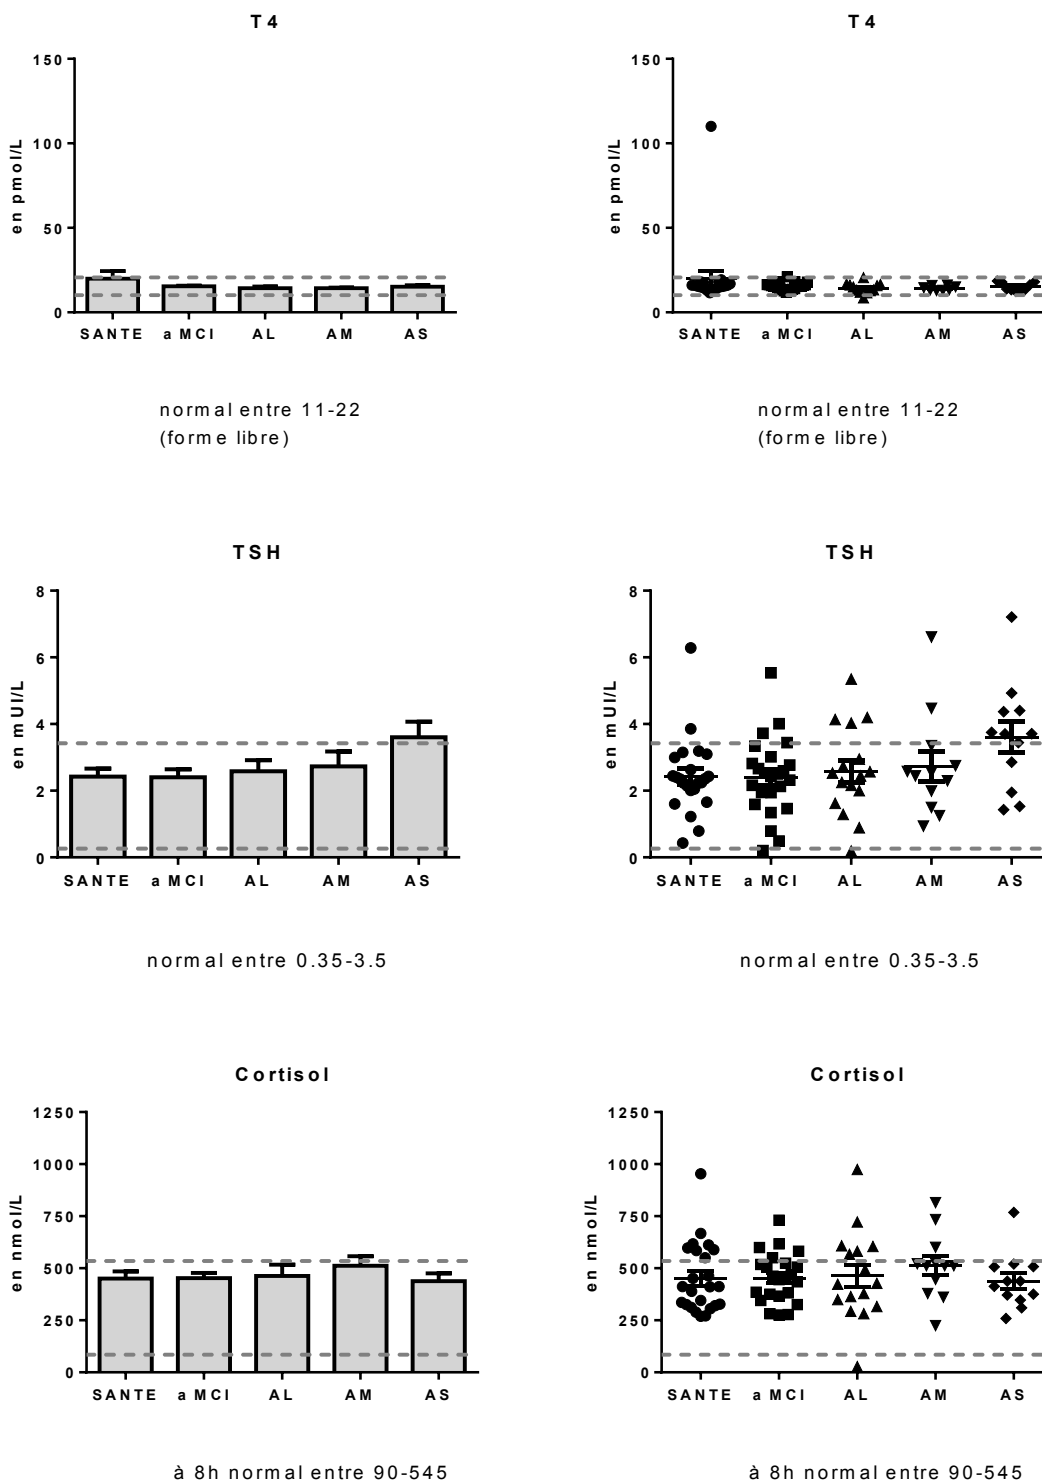 T 4
T 4
en pmol/L
150
100
50
0
SANTE a MCI AL AM AS
en pmol/L
150
100
50
0
SANTE a MCI AL AM AS
normal entre 11-22
(forme libre)
normal entre 11-22
(forme libre)
TSH
TSH
en mUI/L
8
6
4
2
0
SANTE a MCI AL AM AS
en mUI/L
8
6
4
2
0
SANTE a MCI AL AM AS
normal entre 0.35-3.5
normal entre 0.35-3.5
Cortisol
Cortisol
en nmol/L
1250
1000
750
500
250
0
SANTE a MCI AL AM AS
en nmol/L
1250
1000
750
500
250
0
SANTE a MCI AL AM AS
à 8h normal entre 90-545
à 8h normal entre 90-545